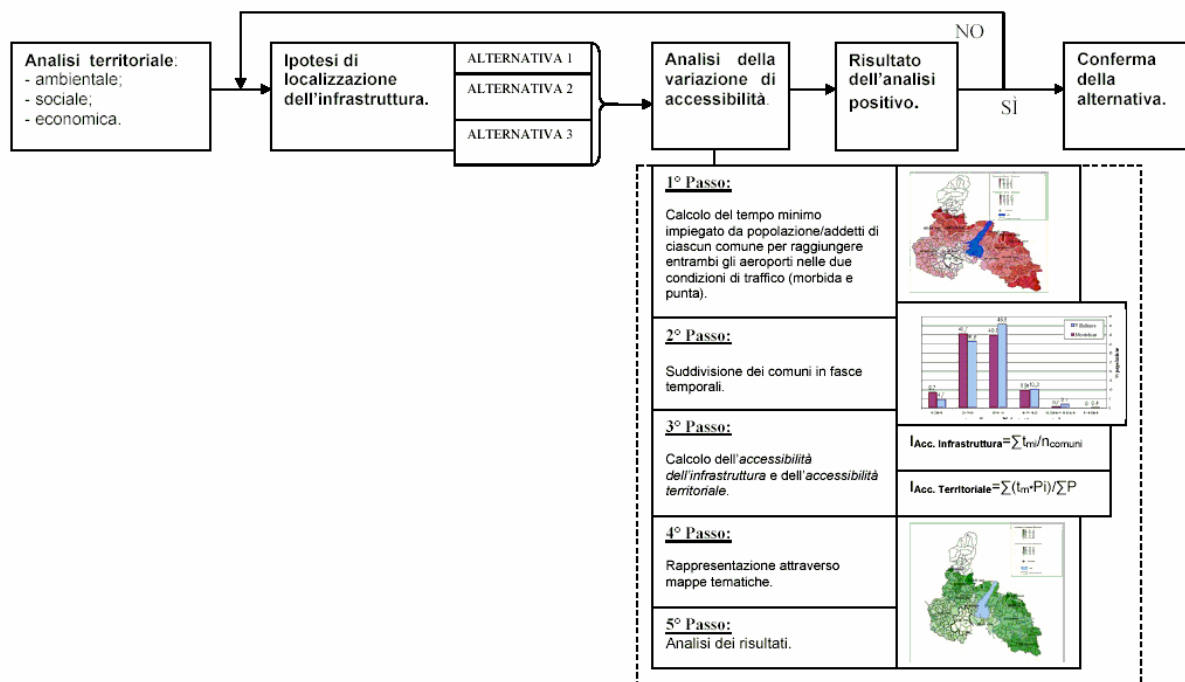 NO
Analisi territoriale:
- ambientale;
- sociale;
- economica.
Ipotesi di
localizzazione
dell'infrastruttura.
ALTERNATIVA 1
ALTERNATIVA 2
ALTERNATIVA 3
Analisi della
variazione di
accessibilità.
Risultato
dell'analisi
positivo.
SÌ
Conferma
della
alternativa.
1° Passo:
Calcolo del tempo minimo
impiegato da popolazione/addetti di
ciascun comune per raggiungere
entrambi gli aeroporti nelle due
condizioni di traffico (morbida e
punta).
2° Passo:
Suddivisione dei comuni in fasce
temporali.
Montichiari
3° Passo:
Calcolo dell'accessibilità
dell'infrastruttura e dell'accessibilità
territoriale.
IAcc. Infrastruttura=∑tmi/ncomuni
IAcc. Territoriale=∑(tm*Pi)/∑P
4° Passo:
Rappresentazione attraverso
mappe tematiche.
5° Passo:
Analisi dei risultati.